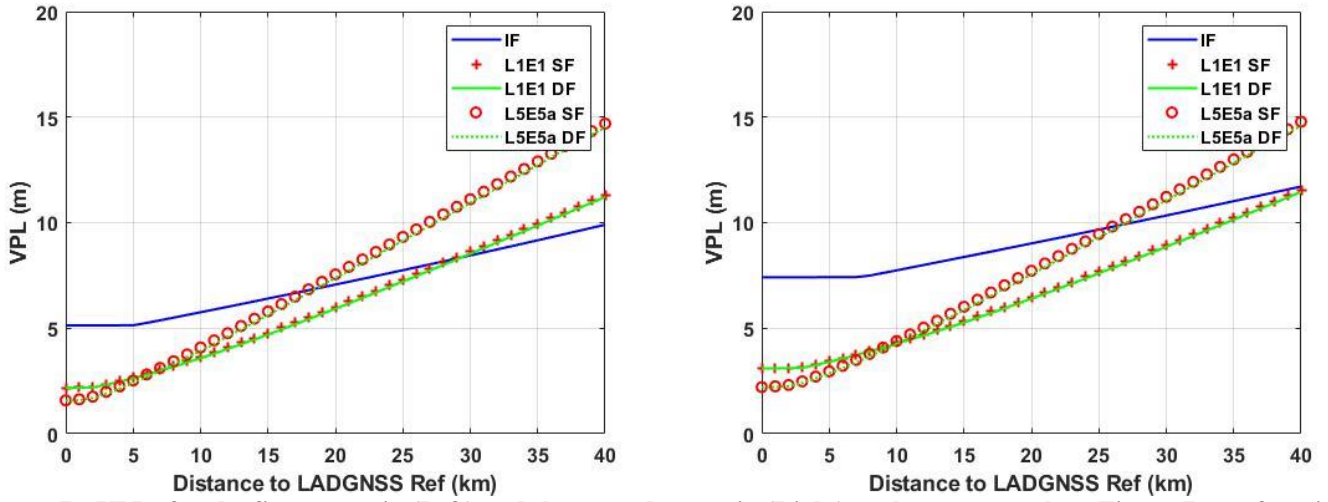 20
15
10
5
0
VPL (m)
IF
L1E1 SF
L1E1 DF
L5E5a SF
L5E5a DF
0 5 10 15 20 25 30 35 40
Distance to LADGNSS Ref (km)
20
15
10
5
0
VPL (m)
IF
L1E1 SF
L1E1 DF
L5E5a SF
L5E5a DF
0 5 10 15 20 25 30 35 40
Distance to LADGNSS Ref (km)